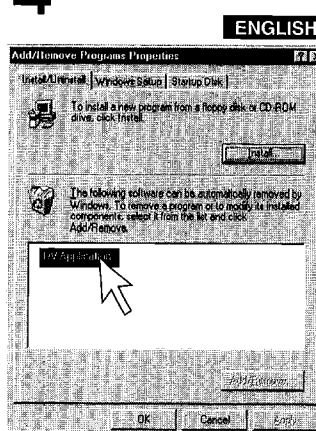 ENGLISH
Add/Remove Programs Properties
Install/Uninstall Windows Setup Startup Disk
To install a new program from a floppy disk or CD-ROM
drive, click Install.
Install...
The following software can be automatically removed by
Windows. To remove a program or to modify its installed
components, select it from the list and click
Add/Remove.
DV Application
Add/Remove...
OK Cancel Apply